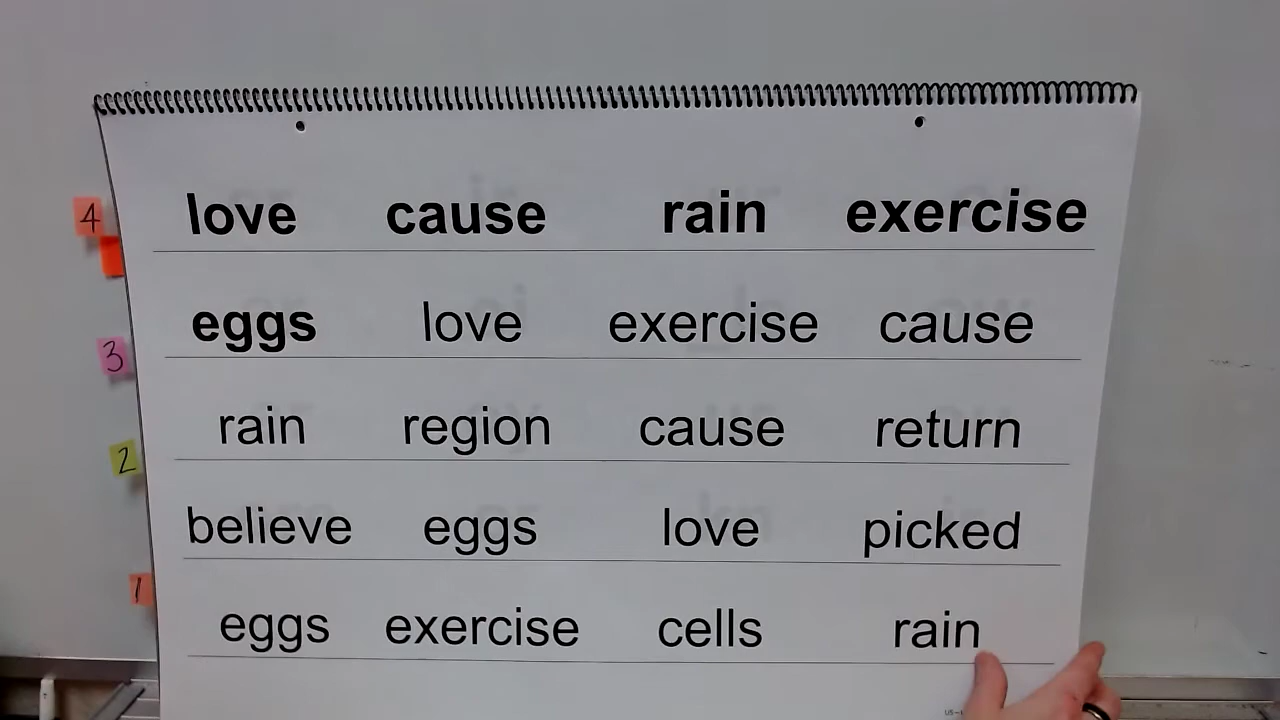 4
love cause rain exercise
eggs love exercise cause
3
rain region cause return
2
believe eggs love picked
1
eggs exercise cells rain